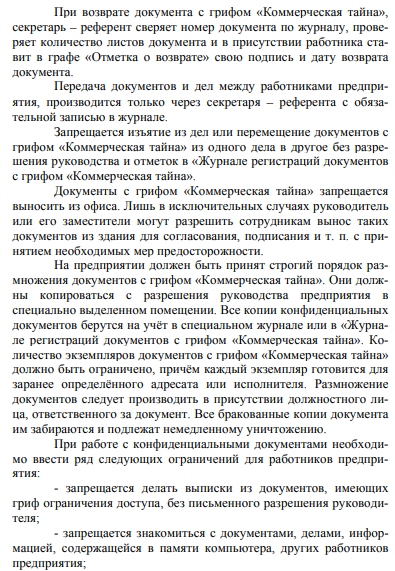 При возврате документа с грифом «Коммерческая тайна»,
секретарь – референт сверяет номер документа по журналу, прове-
ряет количество листов документа и в присутствии работника ста-
вит в графе «Отметка о возврате» свою подпись и дату возврата
документа.
Передача документов и дел между работниками предпри-
ятия, производится только через секретаря – референта с обяза-
тельной записью в журнале.
Запрещается изъятие из дел или перемещение документов с
грифом «Коммерческая тайна» из одного дела в другое без разре-
шения руководства и отметок в «Журнале регистраций документов
с грифом «Коммерческая тайна».
Документы с грифом «Коммерческая тайна» запрещается
выносить из офиса. Лишь в исключительных случаях руководитель
или его заместители могут разрешить сотрудникам вынос таких
документов из здания для согласования, подписания и т. п. с при-
нятием необходимых мер предосторожности.
На предприятии должен быть принят строгий порядок раз-
множения документов с грифом «Коммерческая тайна». Они долж-
ны копироваться с разрешения руководства предприятия в
специально выделенном помещении. Все копии конфиденциальных
документов берутся на учёт в специальном журнале или в «Журна-
ле регистраций документов с грифом «Коммерческая тайна». Ко-
личество экземпляров документов с грифом «Коммерческая тайна»
должно быть ограничено, причём каждый экземпляр готовится для
заранее определённого адресата или исполнителя. Размножение
документов следует производить в присутствии должностного ли-
ца, ответственного за документ. Все бракованные копии документа
им забираются и подлежат немедленному уничтожению.
При работе с конфиденциальными документами необходи-
мо ввести ряд следующих ограничений для работников предпри-
ятия:
- запрещается делать выписки из документов, имеющих
гриф ограничения доступа, без письменного разрешения руководи-
теля;
- запрещается знакомиться с документами, делами, инфор-
мацией, содержащейся в памяти компьютера, других работников
предприятия;